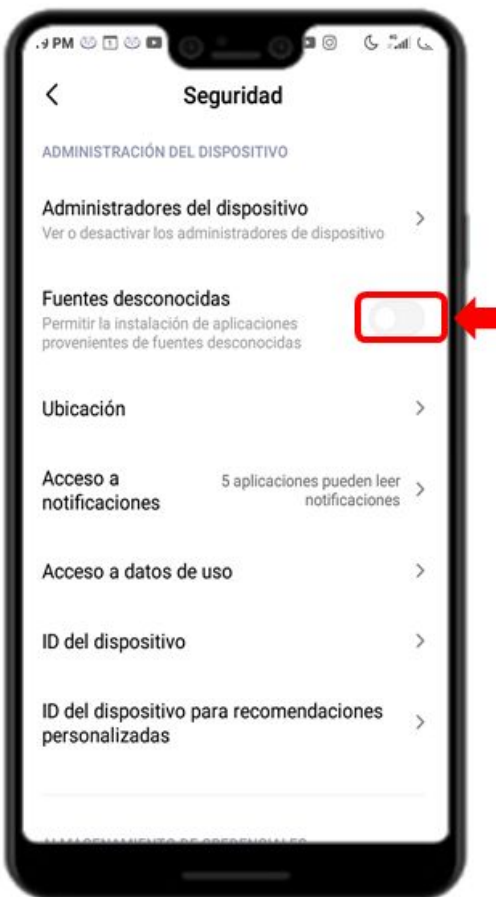 PM
Seguridad
ADMINISTRACIÓN DEL DISPOSITIVO
Administradores del dispositivo
Ver o desactivar los administradores de dispositivo
Fuentes desconocidas
Permitir la instalación de aplicaciones
provenientes de fuentes desconocidas
Ubicación
Acceso a
notificaciones
5 aplicaciones pueden leer
notificaciones
Acceso a datos de uso
ID del dispositivo
ID del dispositivo para recomendaciones
personalizadas